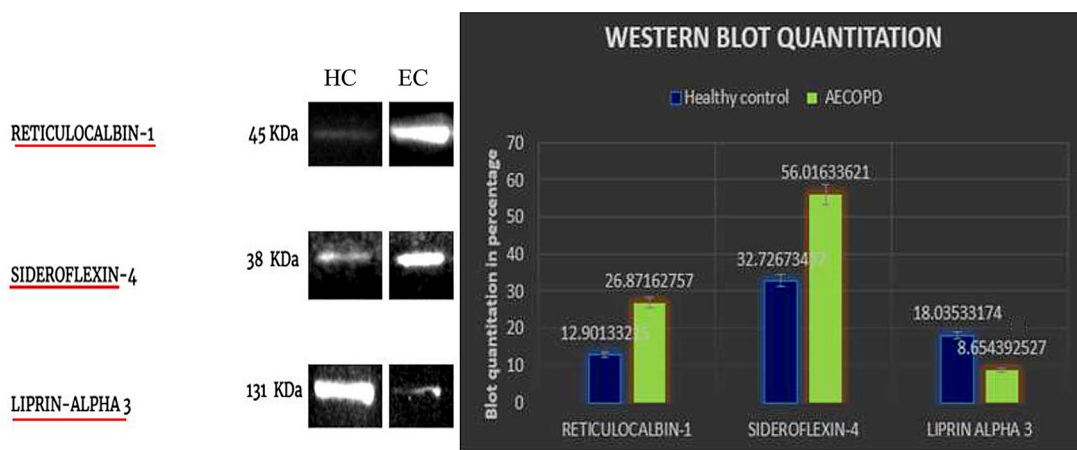 HC EC
RETICULOCALBIN-1 45 KDa
SIDEROFLEXIN-4 38 KDa
LIPRIN-ALPHA 3 131 KDa
WESTERN BLOT QUANTITATION
Healthy control AECOPD
Blot quantitation in percentage
70
60
50
40
30
20
10
0
56.01633621
26.87162757
18.03533174
8.654392527
RETICULOCALBIN-1 SIDEROFLEXIN-4 LIPRIN ALPHA 3